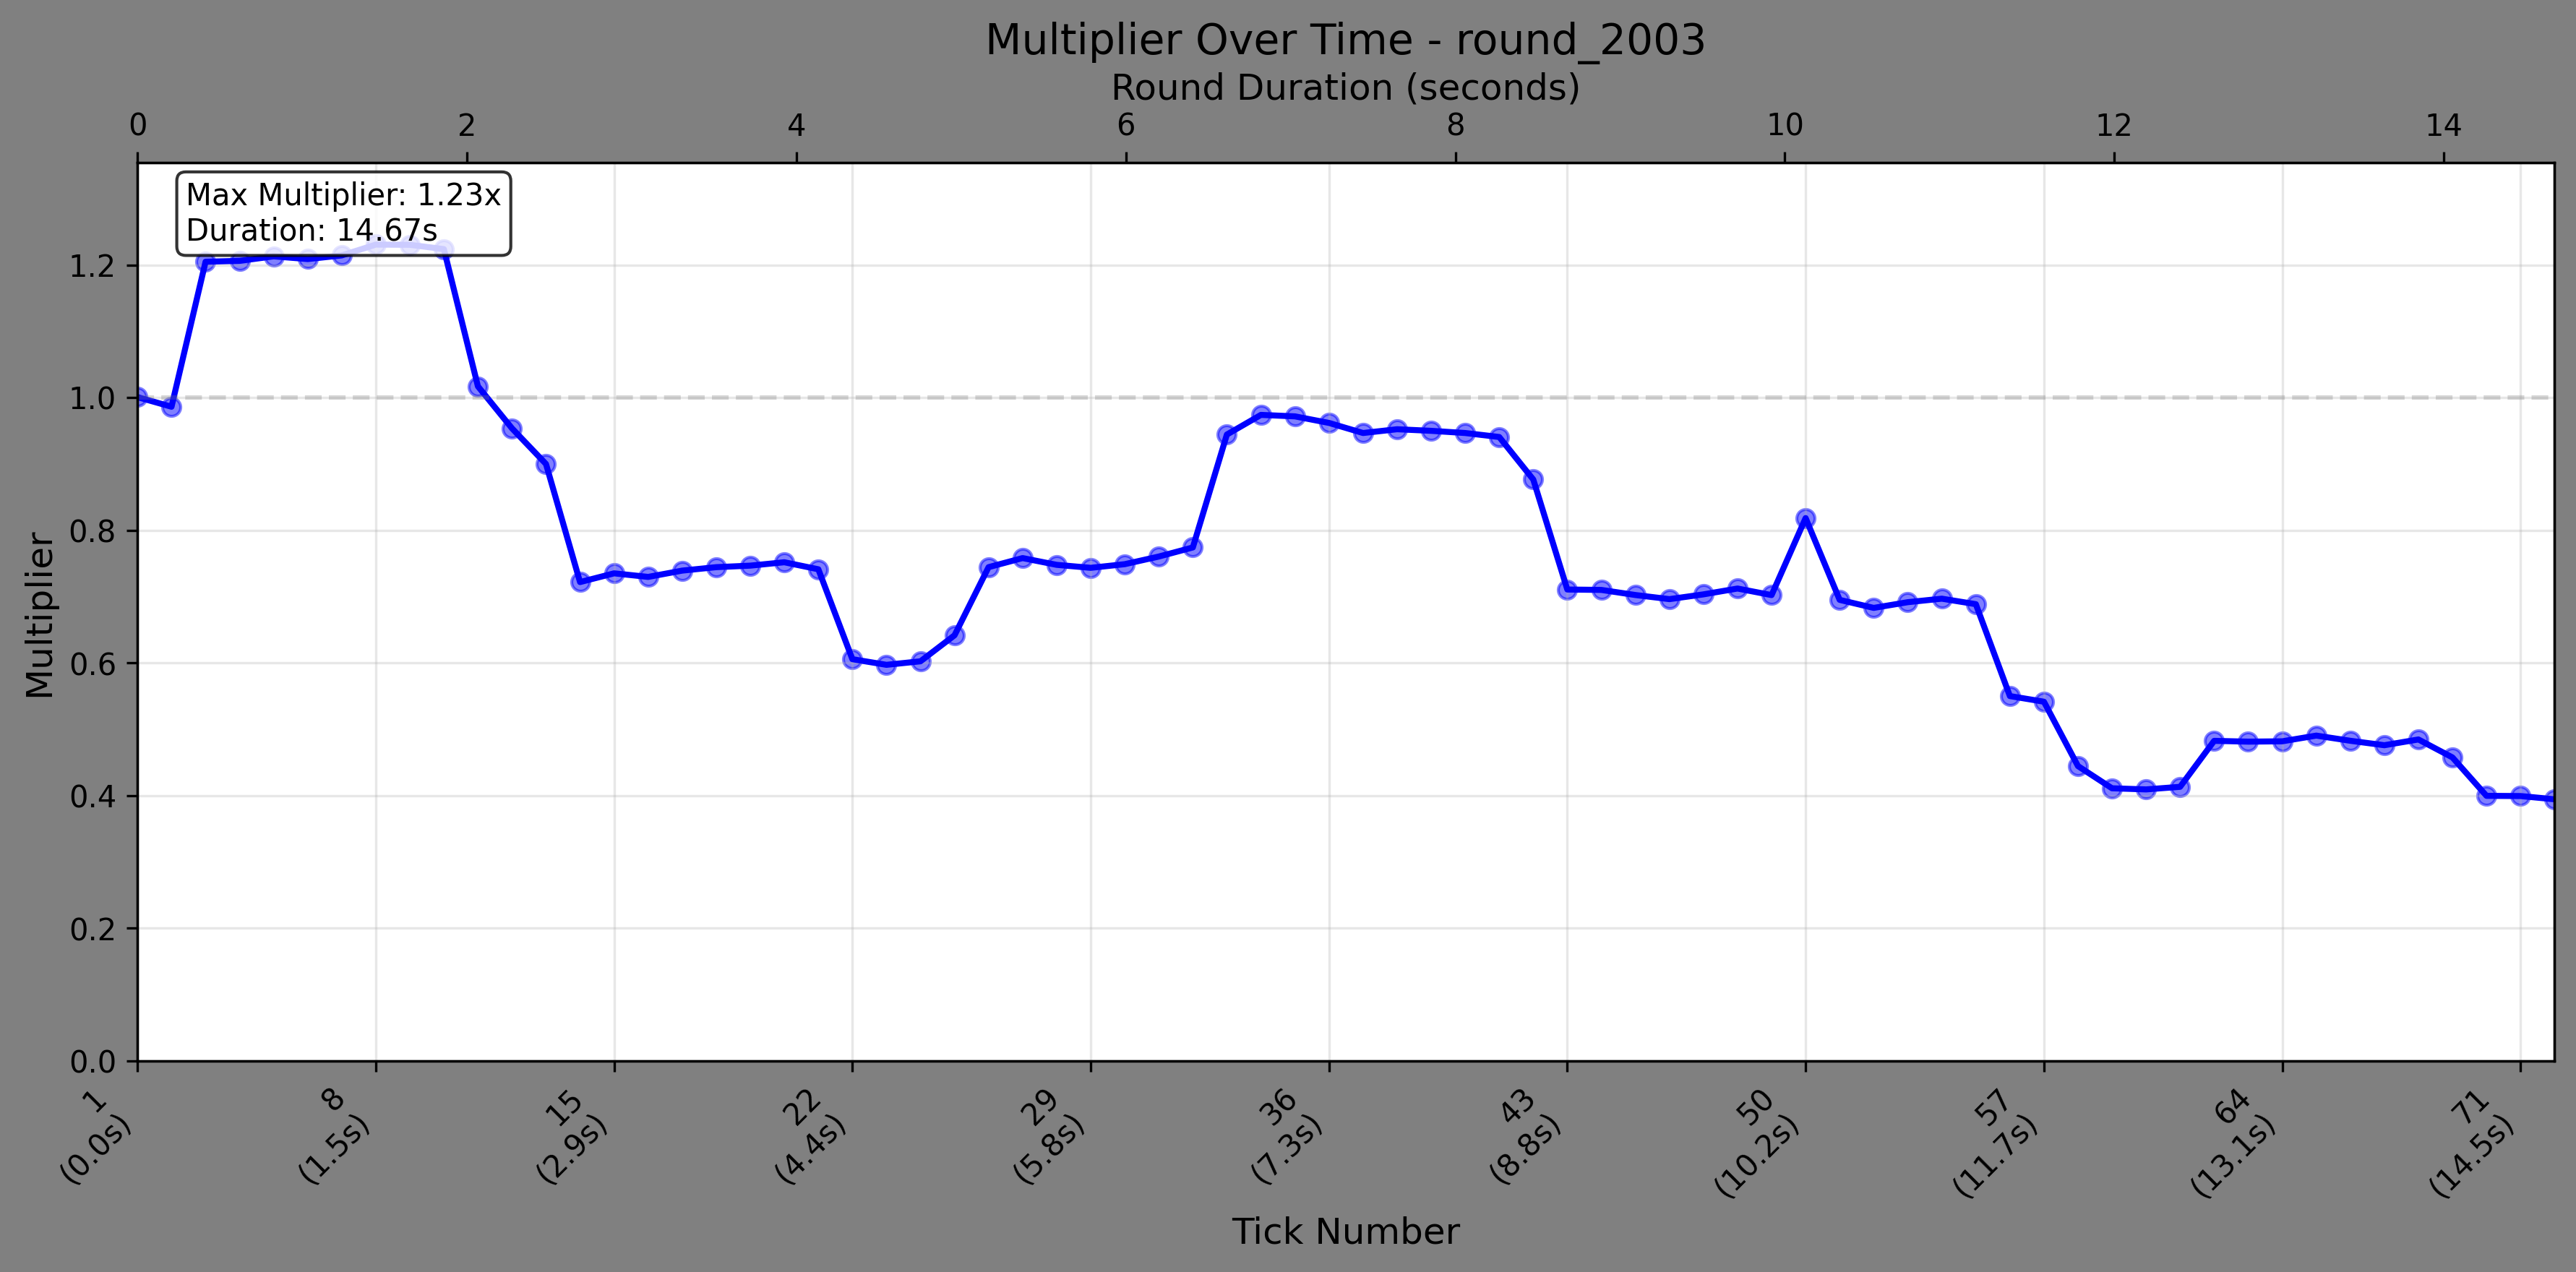 Multiplier Over Time - round_2003
Round Duration (seconds)
0 2 4 6 8 10 12 14
Max Multiplier: 1.23x
Duration: 14.67s
Multiplier
1.2
1.0
0.8
0.6
0.4
0.2
0.0
1 8 15 22 29 36 43 50 57 64 71
(0.0s) (1.5s) (2.9s) (4.4s) (5.8s) (7.3s) (8.8s) (10.2s) (11.7s) (13.1s) (14.5s)
Tick Number